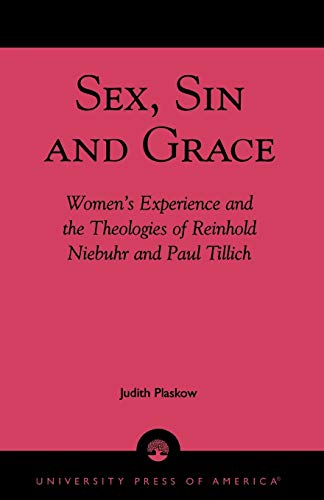 SEX, SIN
AND GRACE
Women's Experience and
the Theologies of Reinhold
Niebuhr and Paul Tillich
Judith Plaskow
UNIVERSITY PRESS OF AMERICA®